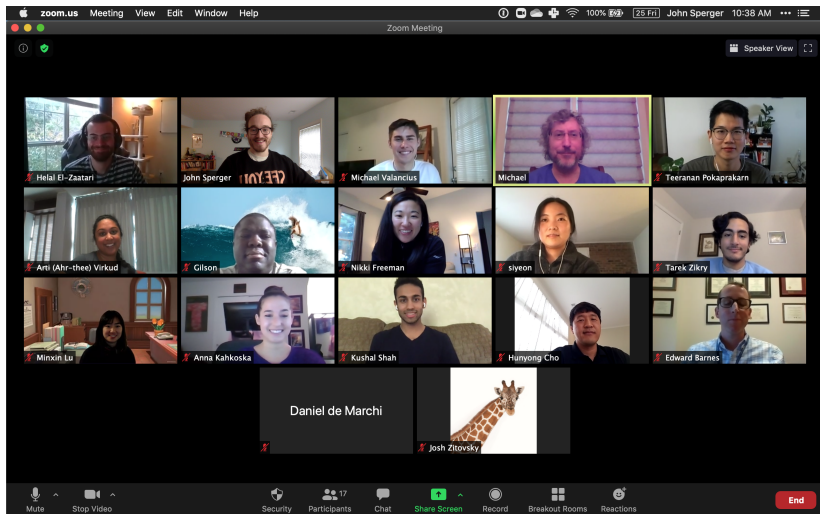 zoom.us Meeting View Edit Window Help 100% 25 Fri John Sperger 10:38 AM
Zoom Meeting
Speaker View
Helal El-Zaatari
John Sperger
Michael Valancius
Michael
Teeranan Pokaprakarn
Arti (Ahr-thee) Virkud
Gilson
Nikki Freeman
siyeon
Tarek Zikry
Minxin Lu
Anna Kahkoska
Kushal Shah
Hunyong Cho
Edward Barnes
Daniel de Marchi
Josh Zitovsky
17
Mute Stop Video Security Participants Chat Share Screen Record Breakout Rooms Reactions
End